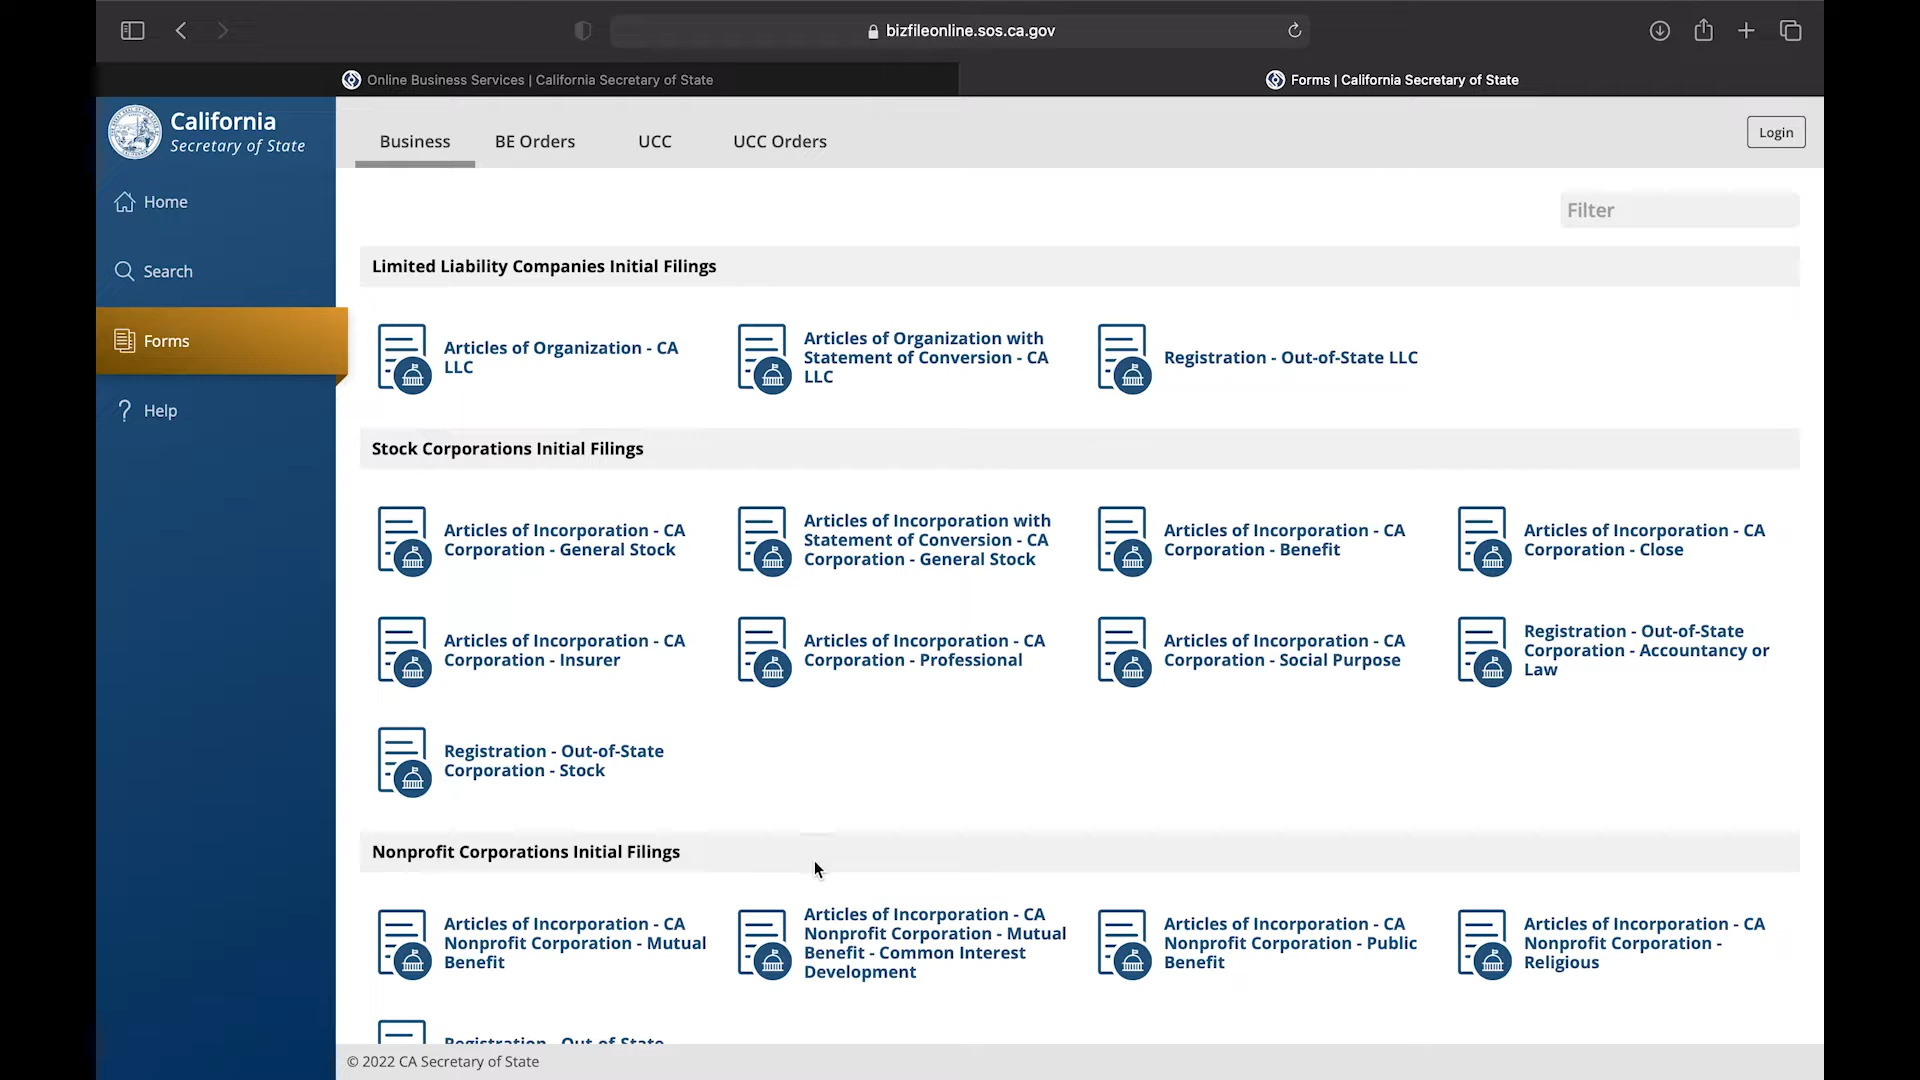 bizfileonline.sos.ca.gov
Online Business Services | California Secretary of State
Forms | California Secretary of State
California
Secretary of State
Business
BE Orders
UCC
UCC Orders
Login
Home
Search
Forms
Help
Filter
Limited Liability Companies Initial Filings
Articles of Organization - CA
LLC
Articles of Organization with
Statement of Conversion - CA
LLC
Registration - Out-of-State LLC
Stock Corporations Initial Filings
Articles of Incorporation - CA
Corporation - General Stock
Articles of Incorporation with
Statement of Conversion - CA
Corporation - General Stock
Articles of Incorporation - CA
Corporation - Benefit
Articles of Incorporation - CA
Corporation - Close
Articles of Incorporation - CA
Corporation - Insurer
Articles of Incorporation - CA
Corporation - Professional
Articles of Incorporation - CA
Corporation - Social Purpose
Registration - Out-of-State
Corporation - Accountancy or
Law
Registration - Out-of-State
Corporation - Stock
Nonprofit Corporations Initial Filings
Articles of Incorporation - CA
Nonprofit Corporation - Mutual
Benefit
Articles of Incorporation - CA
Nonprofit Corporation - Mutual
Benefit - Common Interest
Development
Articles of Incorporation - CA
Nonprofit Corporation - Public
Benefit
Articles of Incorporation - CA
Nonprofit Corporation -
Religious
Registration - Out-of-State
© 2022 CA Secretary of State